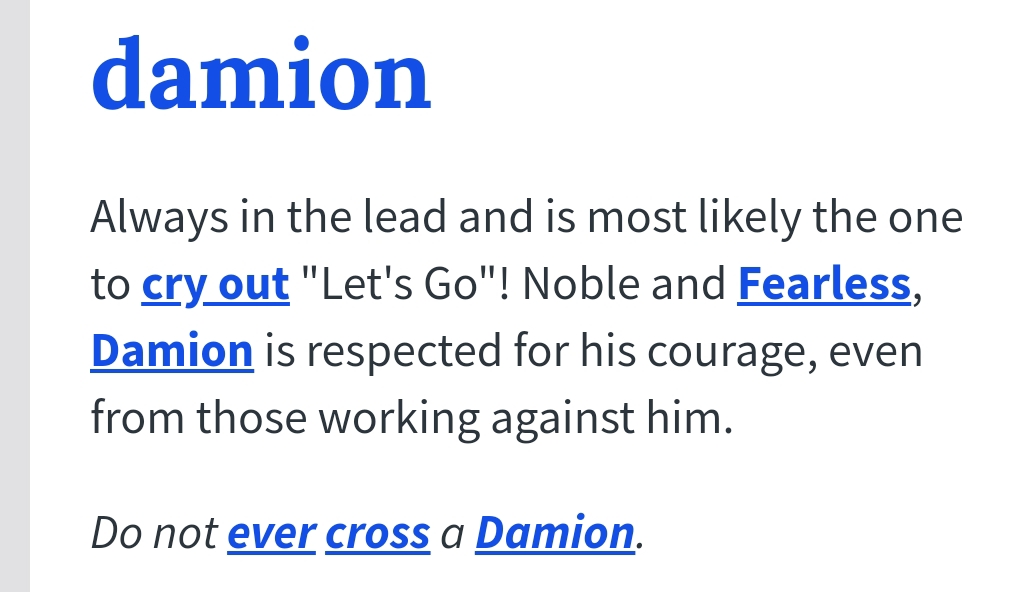 damion
Always in the lead and is most likely the one
to cry out "Let's Go"! Noble and Fearless,
Damion is respected for his courage, even
from those working against him.
Do not ever cross a Damion.